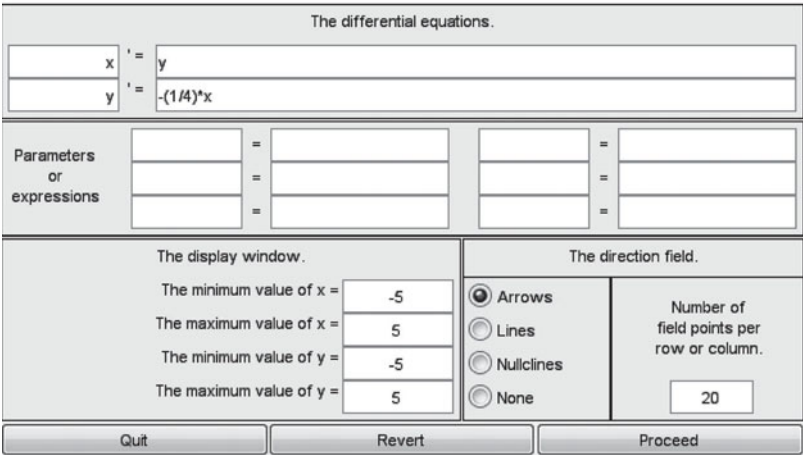 The differential equations.
x ' = y
y ' = -(1/4)*x
Parameters
or
expressions
= =
= =
= =
The display window.
The minimum value of x = -5
The maximum value of x = 5
The minimum value of y = -5
The maximum value of y = 5
The direction field.
Arrows
Lines
Nullclines
None
Number of
field points per
row or column.
20
Quit Revert Proceed